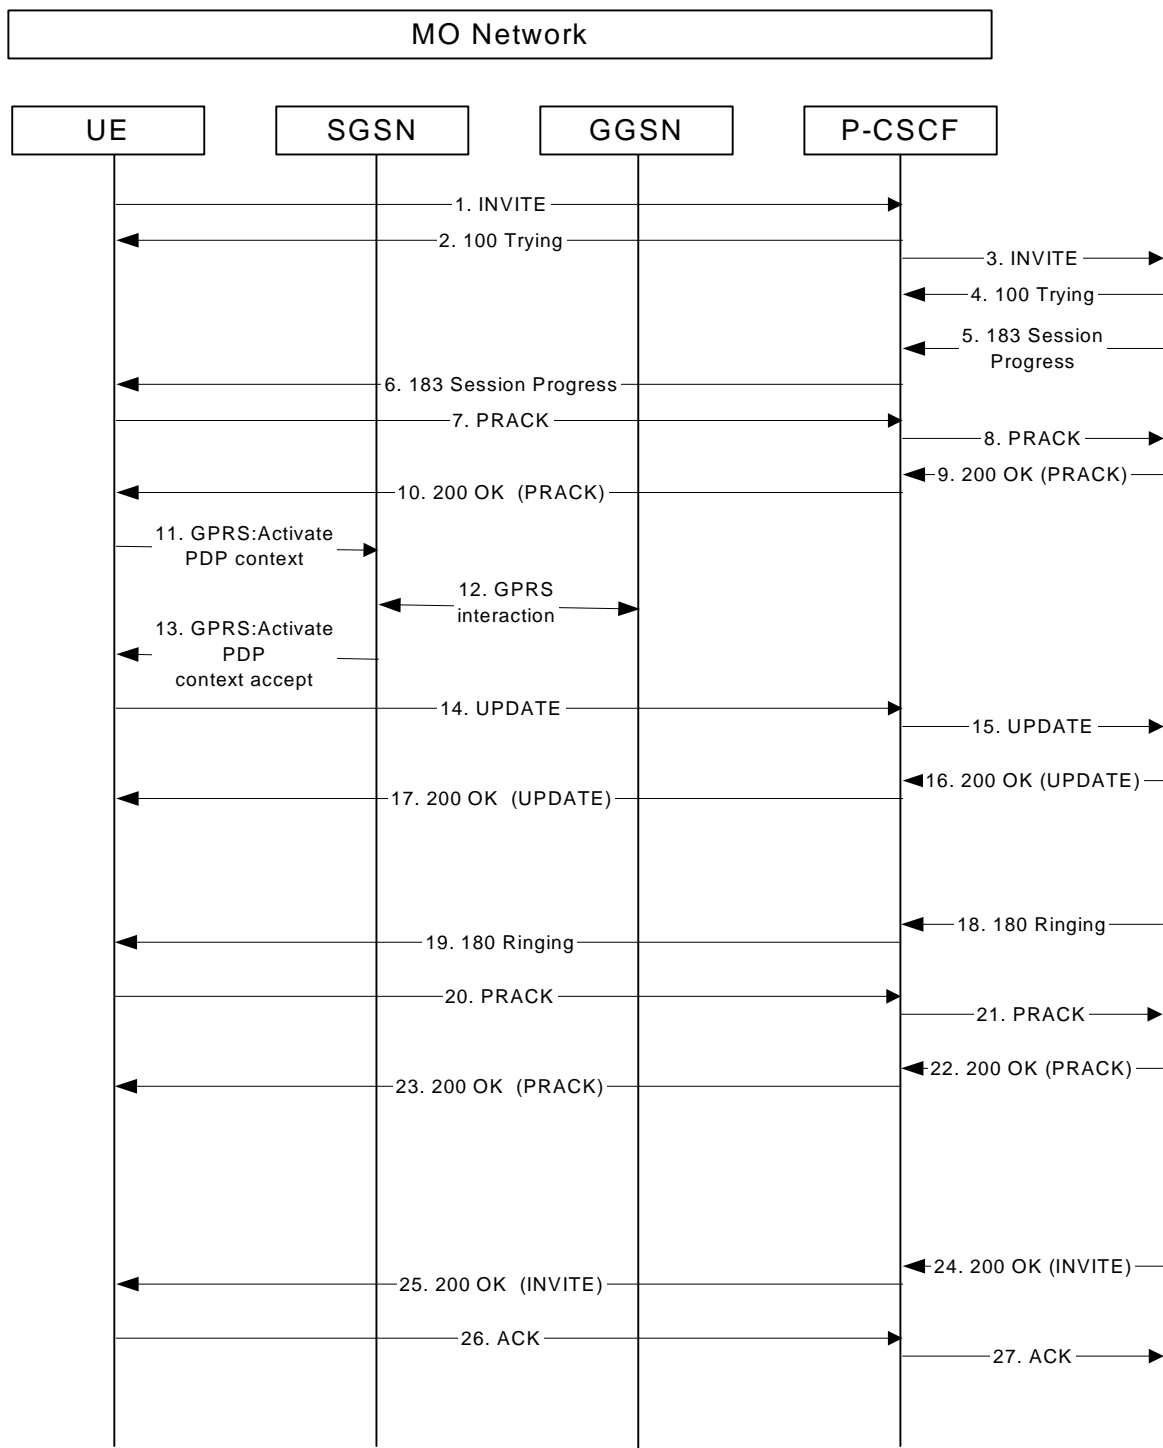 MO Network
UE
SGSN
GGSN
P-CSCF
1. INVITE
2. 100 Trying
3. INVITE
4. 100 Trying
5. 183 Session
Progress
6. 183 Session Progress
7. PRACK
8. PRACK
9. 200 OK (PRACK)
10. 200 OK (PRACK)
11. GPRS:Activate
PDP context
12. GPRS
interaction
13. GPRS:Activate
PDP
context accept
14. UPDATE
15. UPDATE
16. 200 OK (UPDATE)
17. 200 OK (UPDATE)
18. 180 Ringing
19. 180 Ringing
20. PRACK
21. PRACK
22. 200 OK (PRACK)
23. 200 OK (PRACK)
24. 200 OK (INVITE)
25. 200 OK (INVITE)
26. ACK
27. ACK